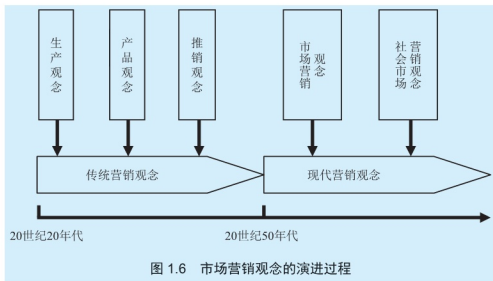 生产观念
产品观念
推销观念
市场营销
观念
社会市场
营销观念
传统营销观念
现代营销观念
20世纪20年代
20世纪50年代
图 1.6 市场营销观念的演进过程